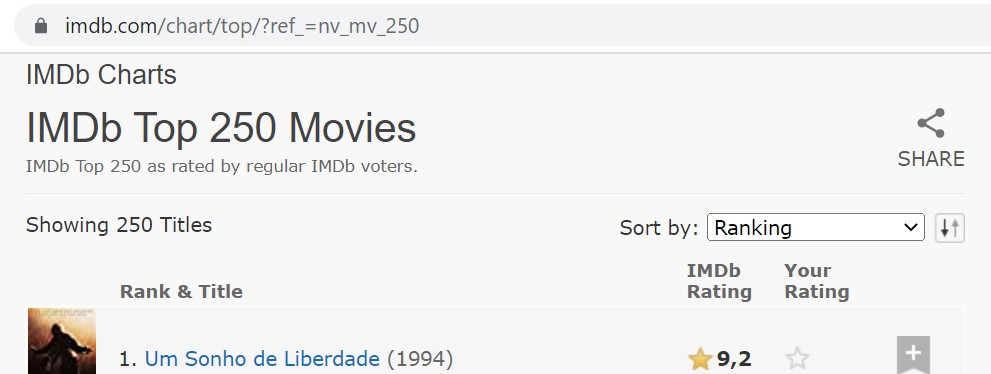 imdb.com/chart/top/?ref_=nv_mv_250
IMDb Charts
IMDb Top 250 Movies
IMDb Top 250 as rated by regular IMDb voters.
SHARE
Showing 250 Titles
Sort by: Ranking
Rank & Title
IMDb
Rating
Your
Rating
1. Um Sonho de Liberdade (1994)
9,2